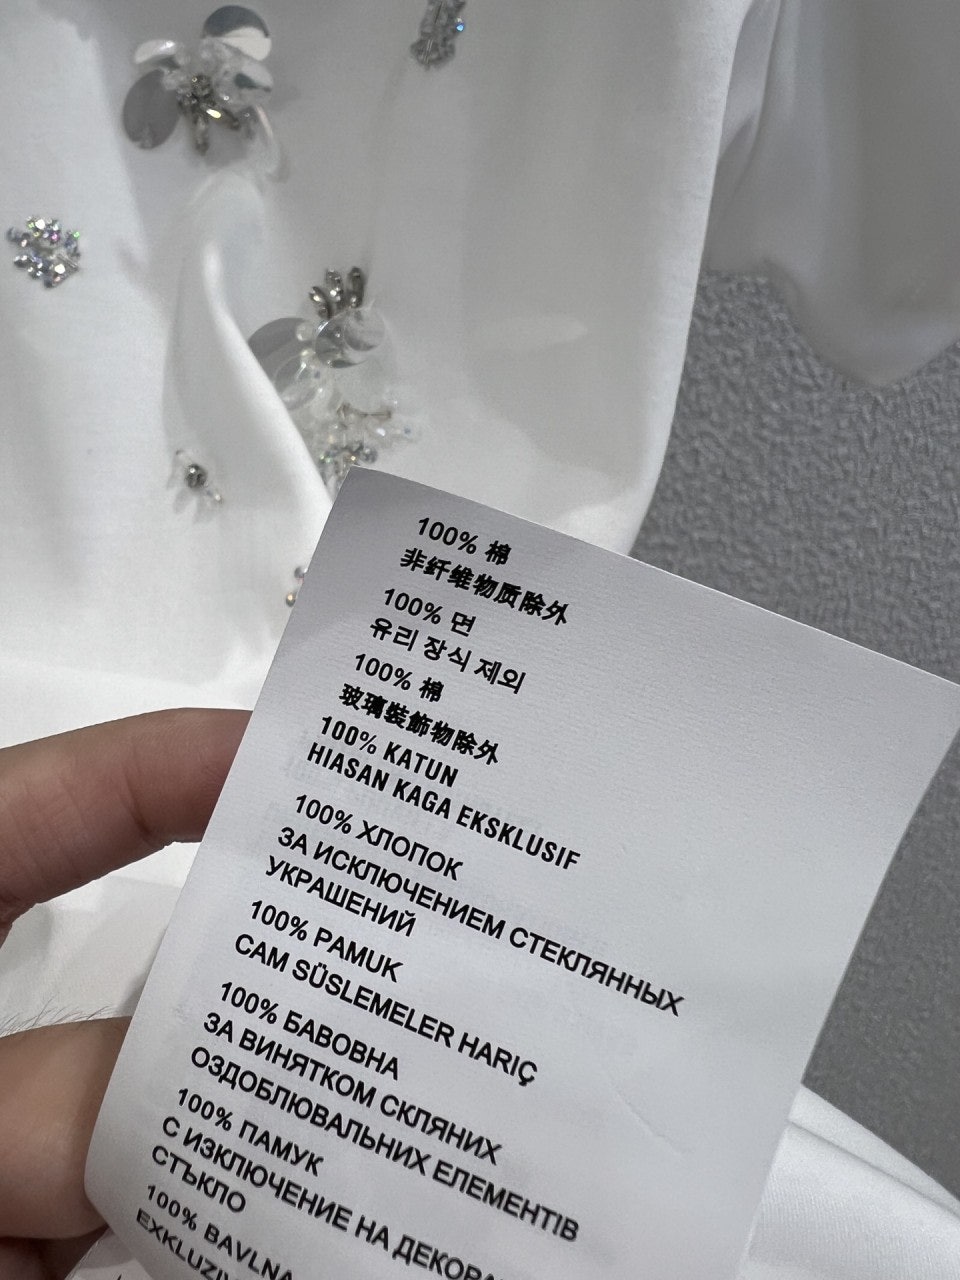 100% 棉
非纤维物质除外
100% 면
유리 장식 제외
100% 棉
玻璃裝飾物除外
100% KATUN
HIASAN KAGA EKSKLUSIF
100% ХЛОПОК
ЗА ИСКЛЮЧЕНИЕМ СТЕКЛЯННЫХ
УКРАШЕНИЙ
100% PAMUK
CAM SÜSLEMELER HARIÇ
100% БАВОВНА
ЗА ВИНЯТКОМ СКЛЯНИХ
ОЗДОБЛЮВАЛЬНИХ ЕЛЕМЕНТІВ
100% ПАМУК
С ИЗКЛЮЧЕНИЕ НА
СТЪКЛО
100% BAVLNA